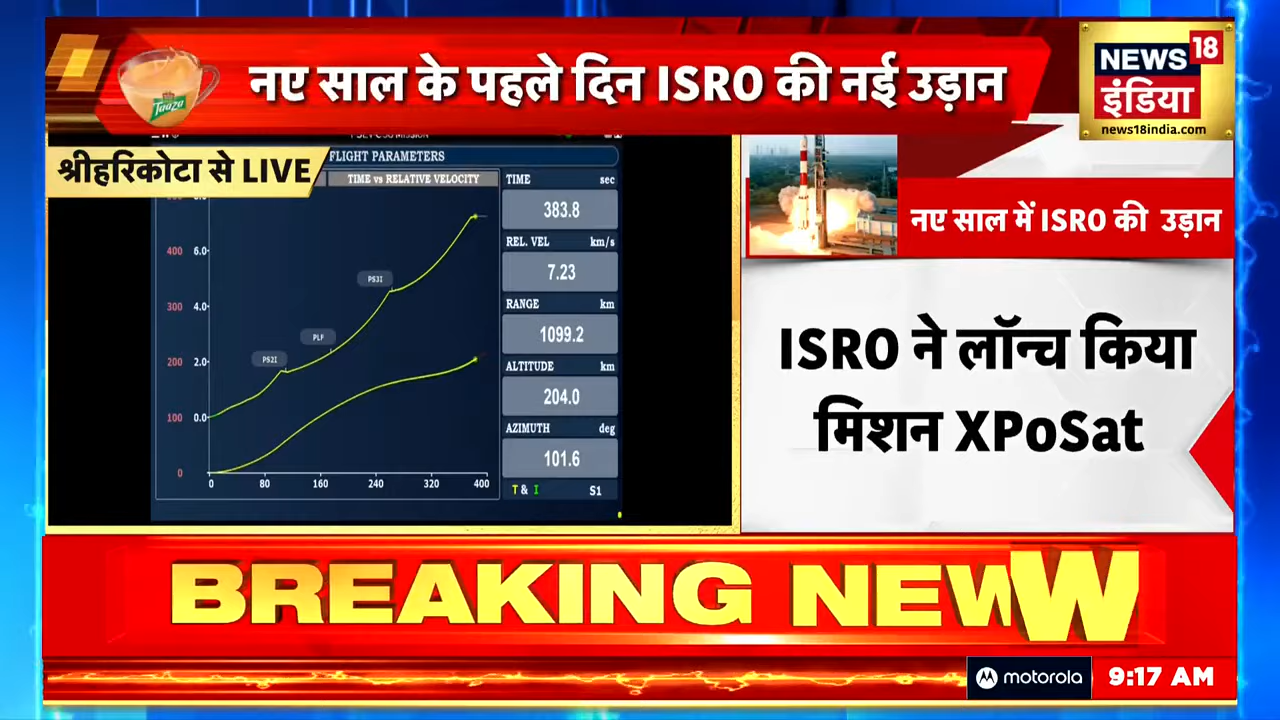 नए साल के पहले दिन ISRO की नई उड़ान
Taaza
NEWS 18
इंडिया
news18india.com
श्रीहरिकोटा से LIVE
FLIGHT PARAMETERS
TIME vs RELATIVE VELOCITY
400
300
200
100
0
6.0
4.0
2.0
0.0
PS2I
PLF
PS3I
0 80 160 240 320 400
TIME sec
383.8
REL. VEL km/s
7.23
RANGE km
1099.2
ALTITUDE km
204.0
AZIMUTH deg
101.6
T & I S1
नए साल में ISRO की उड़ान
ISRO ने लॉन्च किया
मिशन XPoSat
BREAKING NEWW
motorola
9:17 AM